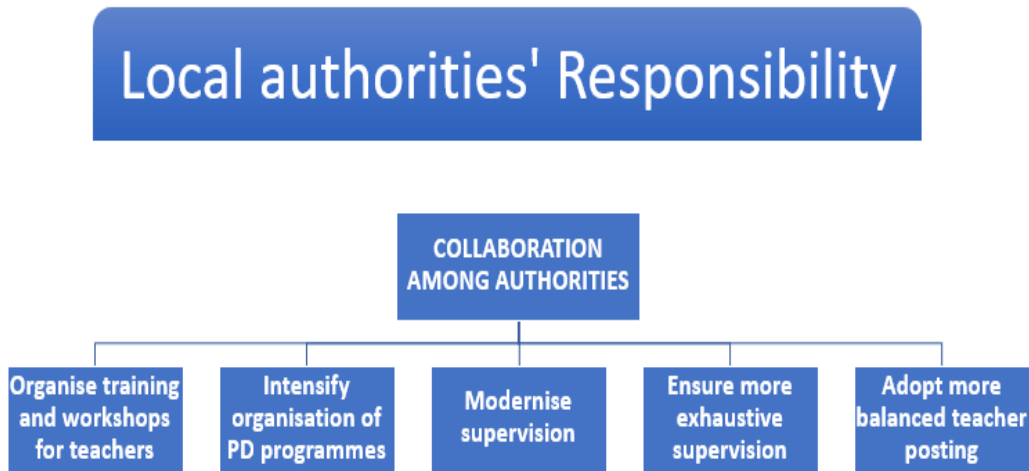 Local authorities' Responsibility
COLLABORATION
AMONG AUTHORITIES
Organise training
and workshops
for teachers
Intensify
organisation of
PD programmes
Modernise
supervision
Ensure more
exhaustive
supervision
Adopt more
balanced teacher
posting